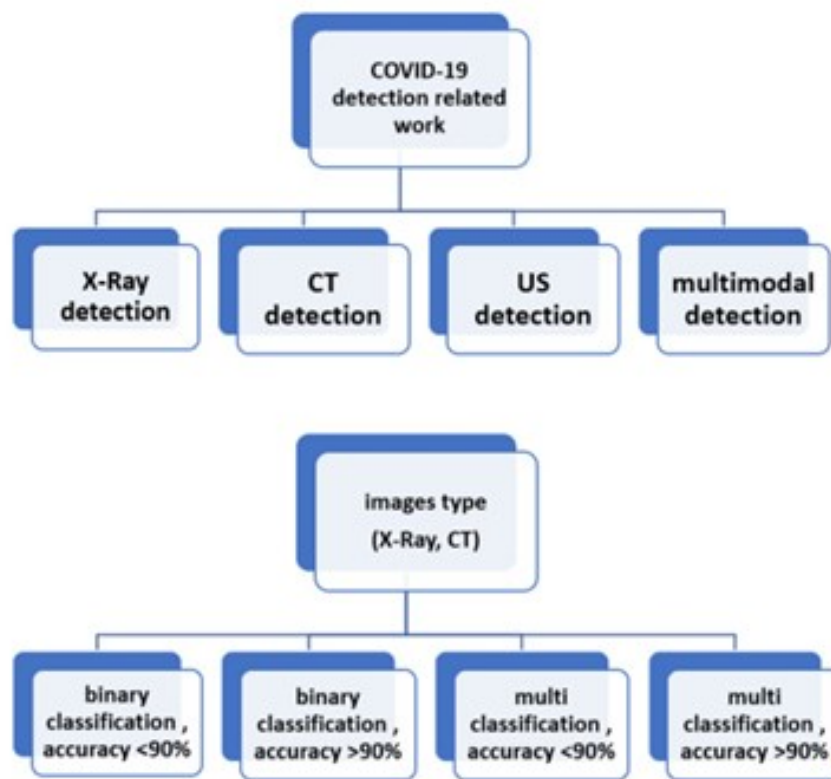 COVID-19
detection related
work
X-Ray
detection
CT
detection
US
detection
multimodal
detection
images type
(X-Ray, CT)
binary
classification ,
accuracy <90%
binary
classification ,
accuracy >90%
multi
classification ,
accuracy <90%
multi
classification ,
accuracy >90%